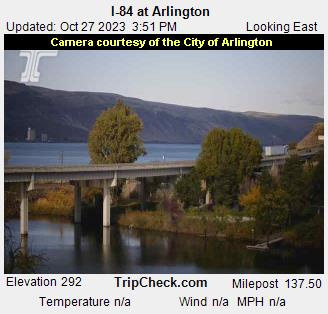 I-84 at Arlington
Updated: Oct 27 2023 3:51 PM Looking East
Camera courtesy of the City of Arlington
Elevation 292 TripCheck.com Milepost 137.50
Temperature n/a Wind n/a MPH n/a